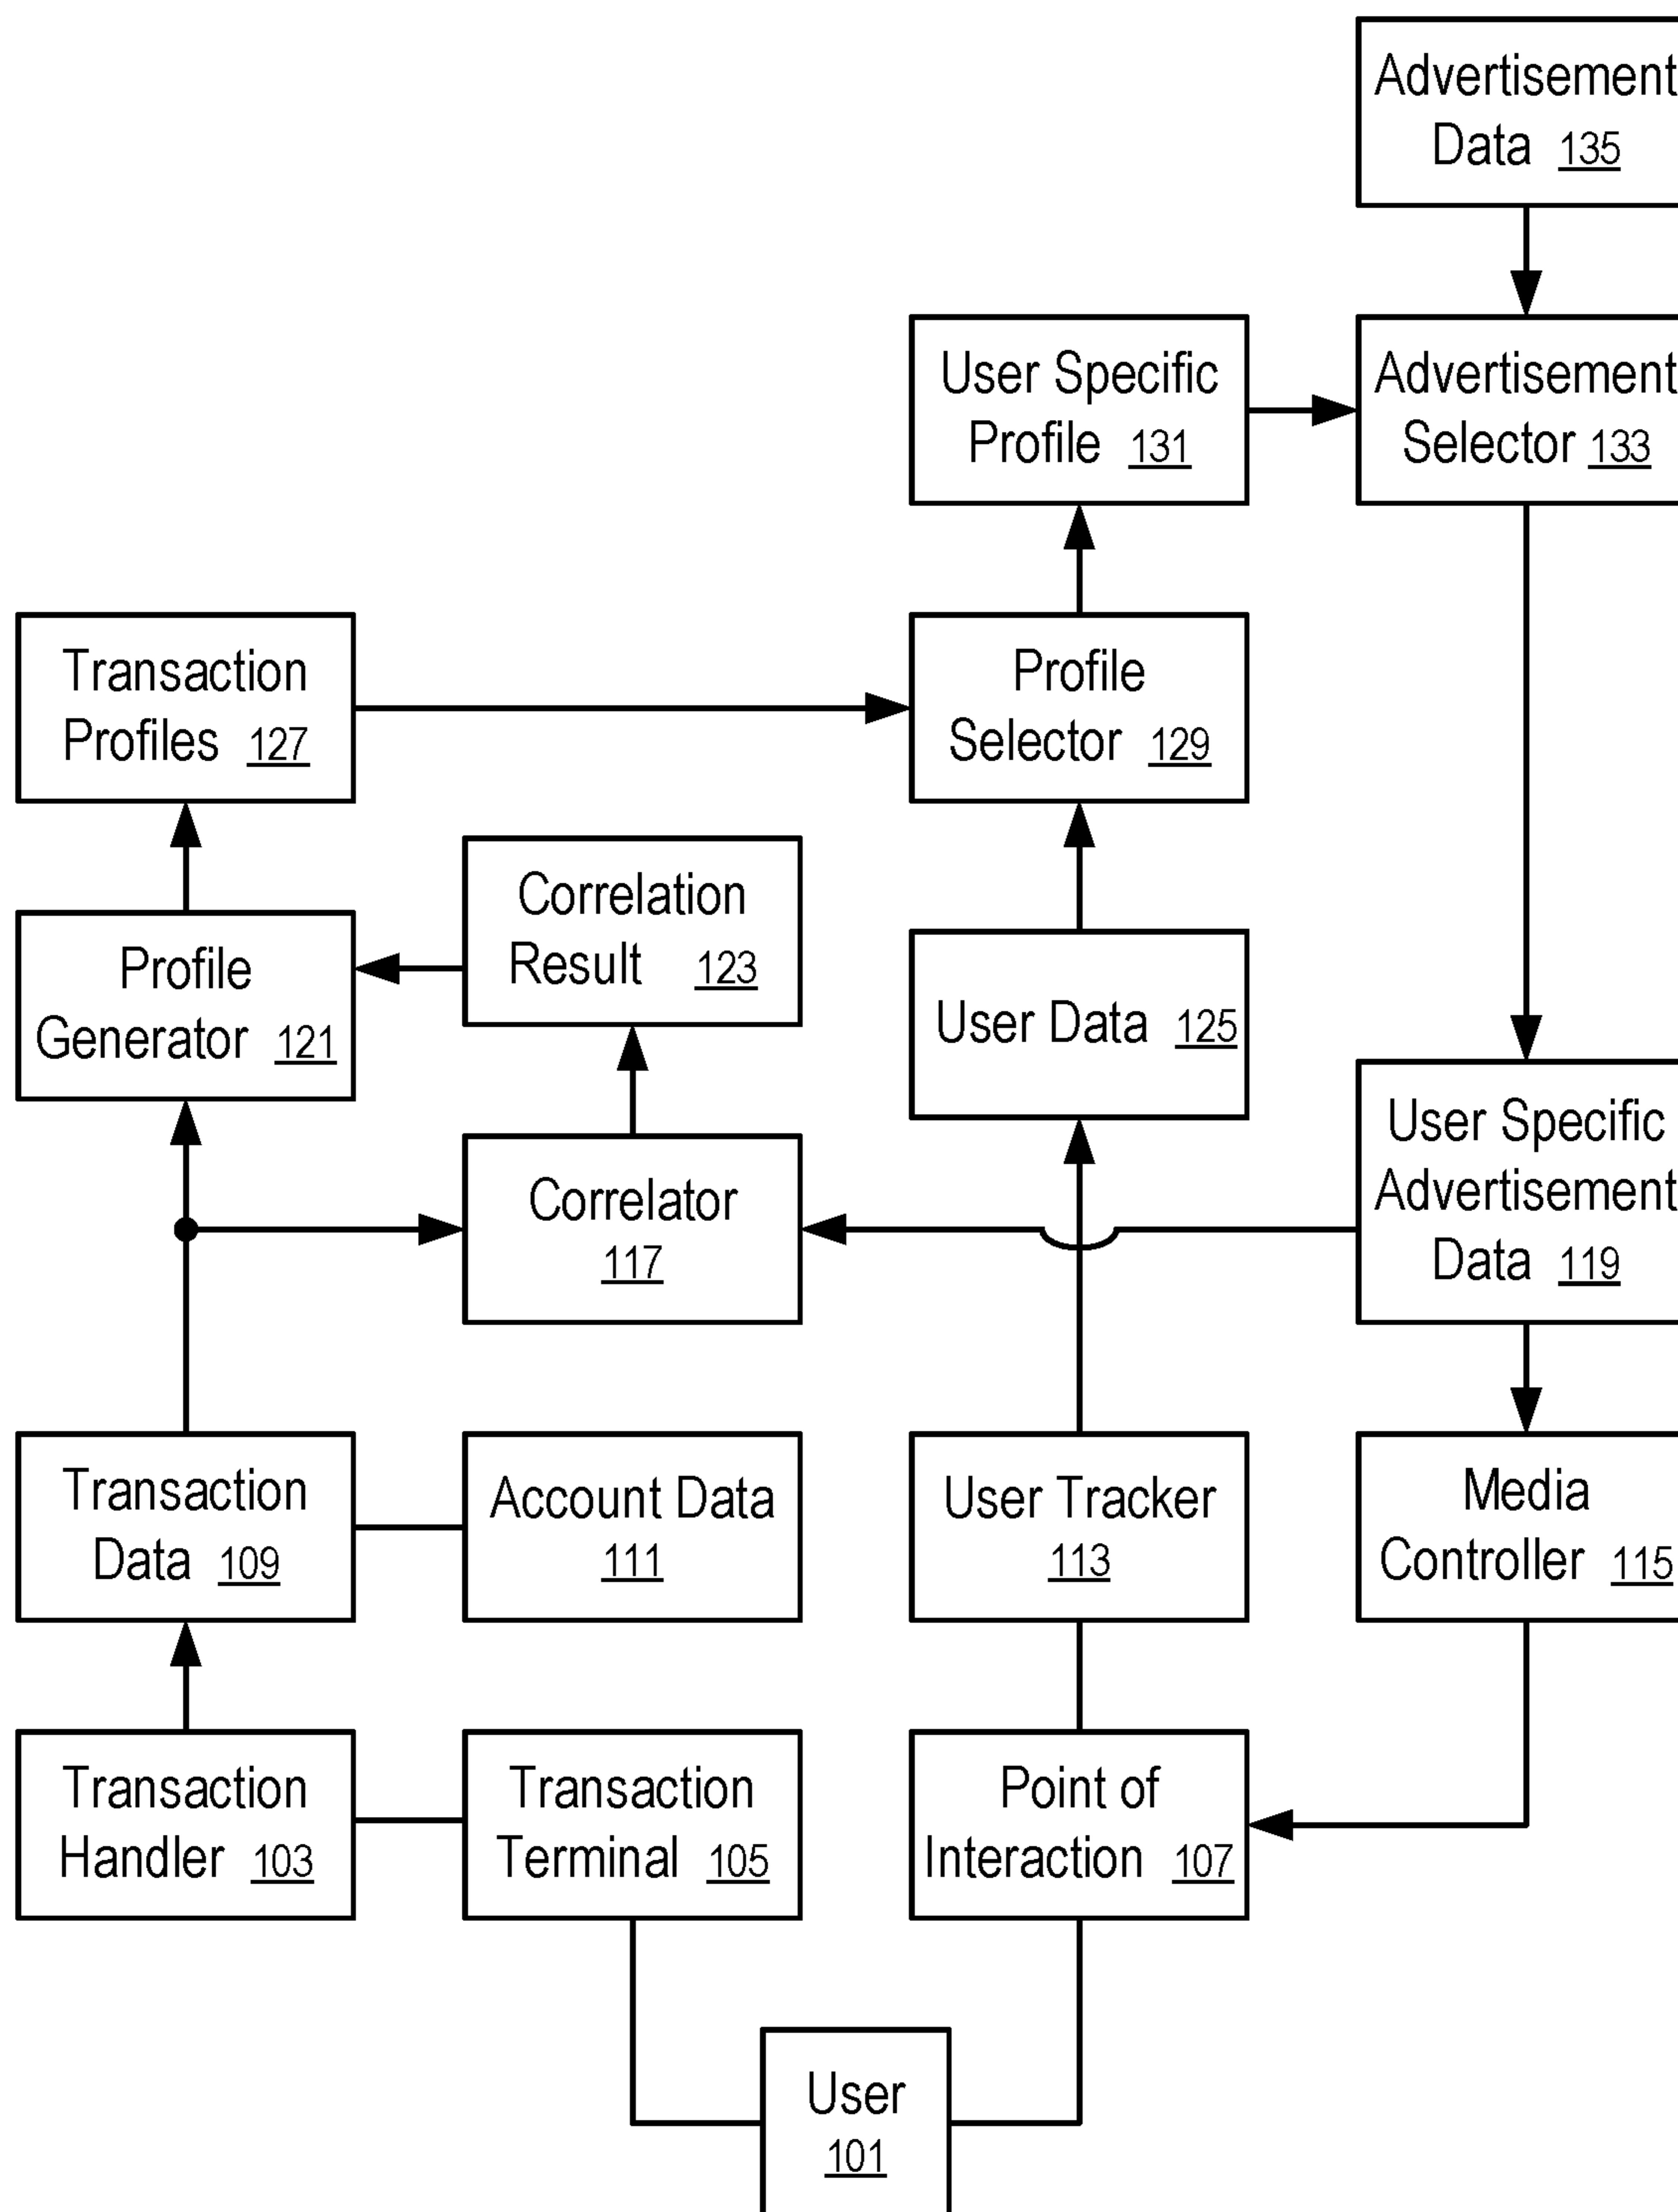 Advertisement
Data 135
User Specific
Profile 131
Advertisement
Selector 133
Transaction
Profiles 127
Profile
Selector 129
Correlation
Result 123
Profile
Generator 121
User Data 125
User Specific
Advertisement
Data 119
Correlator
117
Transaction
Data 109
Account Data
111
User Tracker
113
Media
Controller 115
Transaction
Handler 103
Transaction
Terminal 105
Point of
Interaction 107
User
101